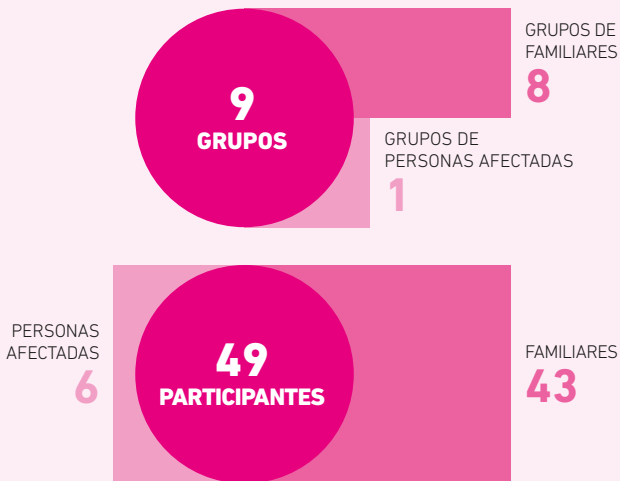 9
GRUPOS
GRUPOS DE
FAMILIARES
8
GRUPOS DE
PERSONAS AFECTADAS
1
PERSONAS
AFECTADAS
6
49
PARTICIPANTES
FAMILIARES
43